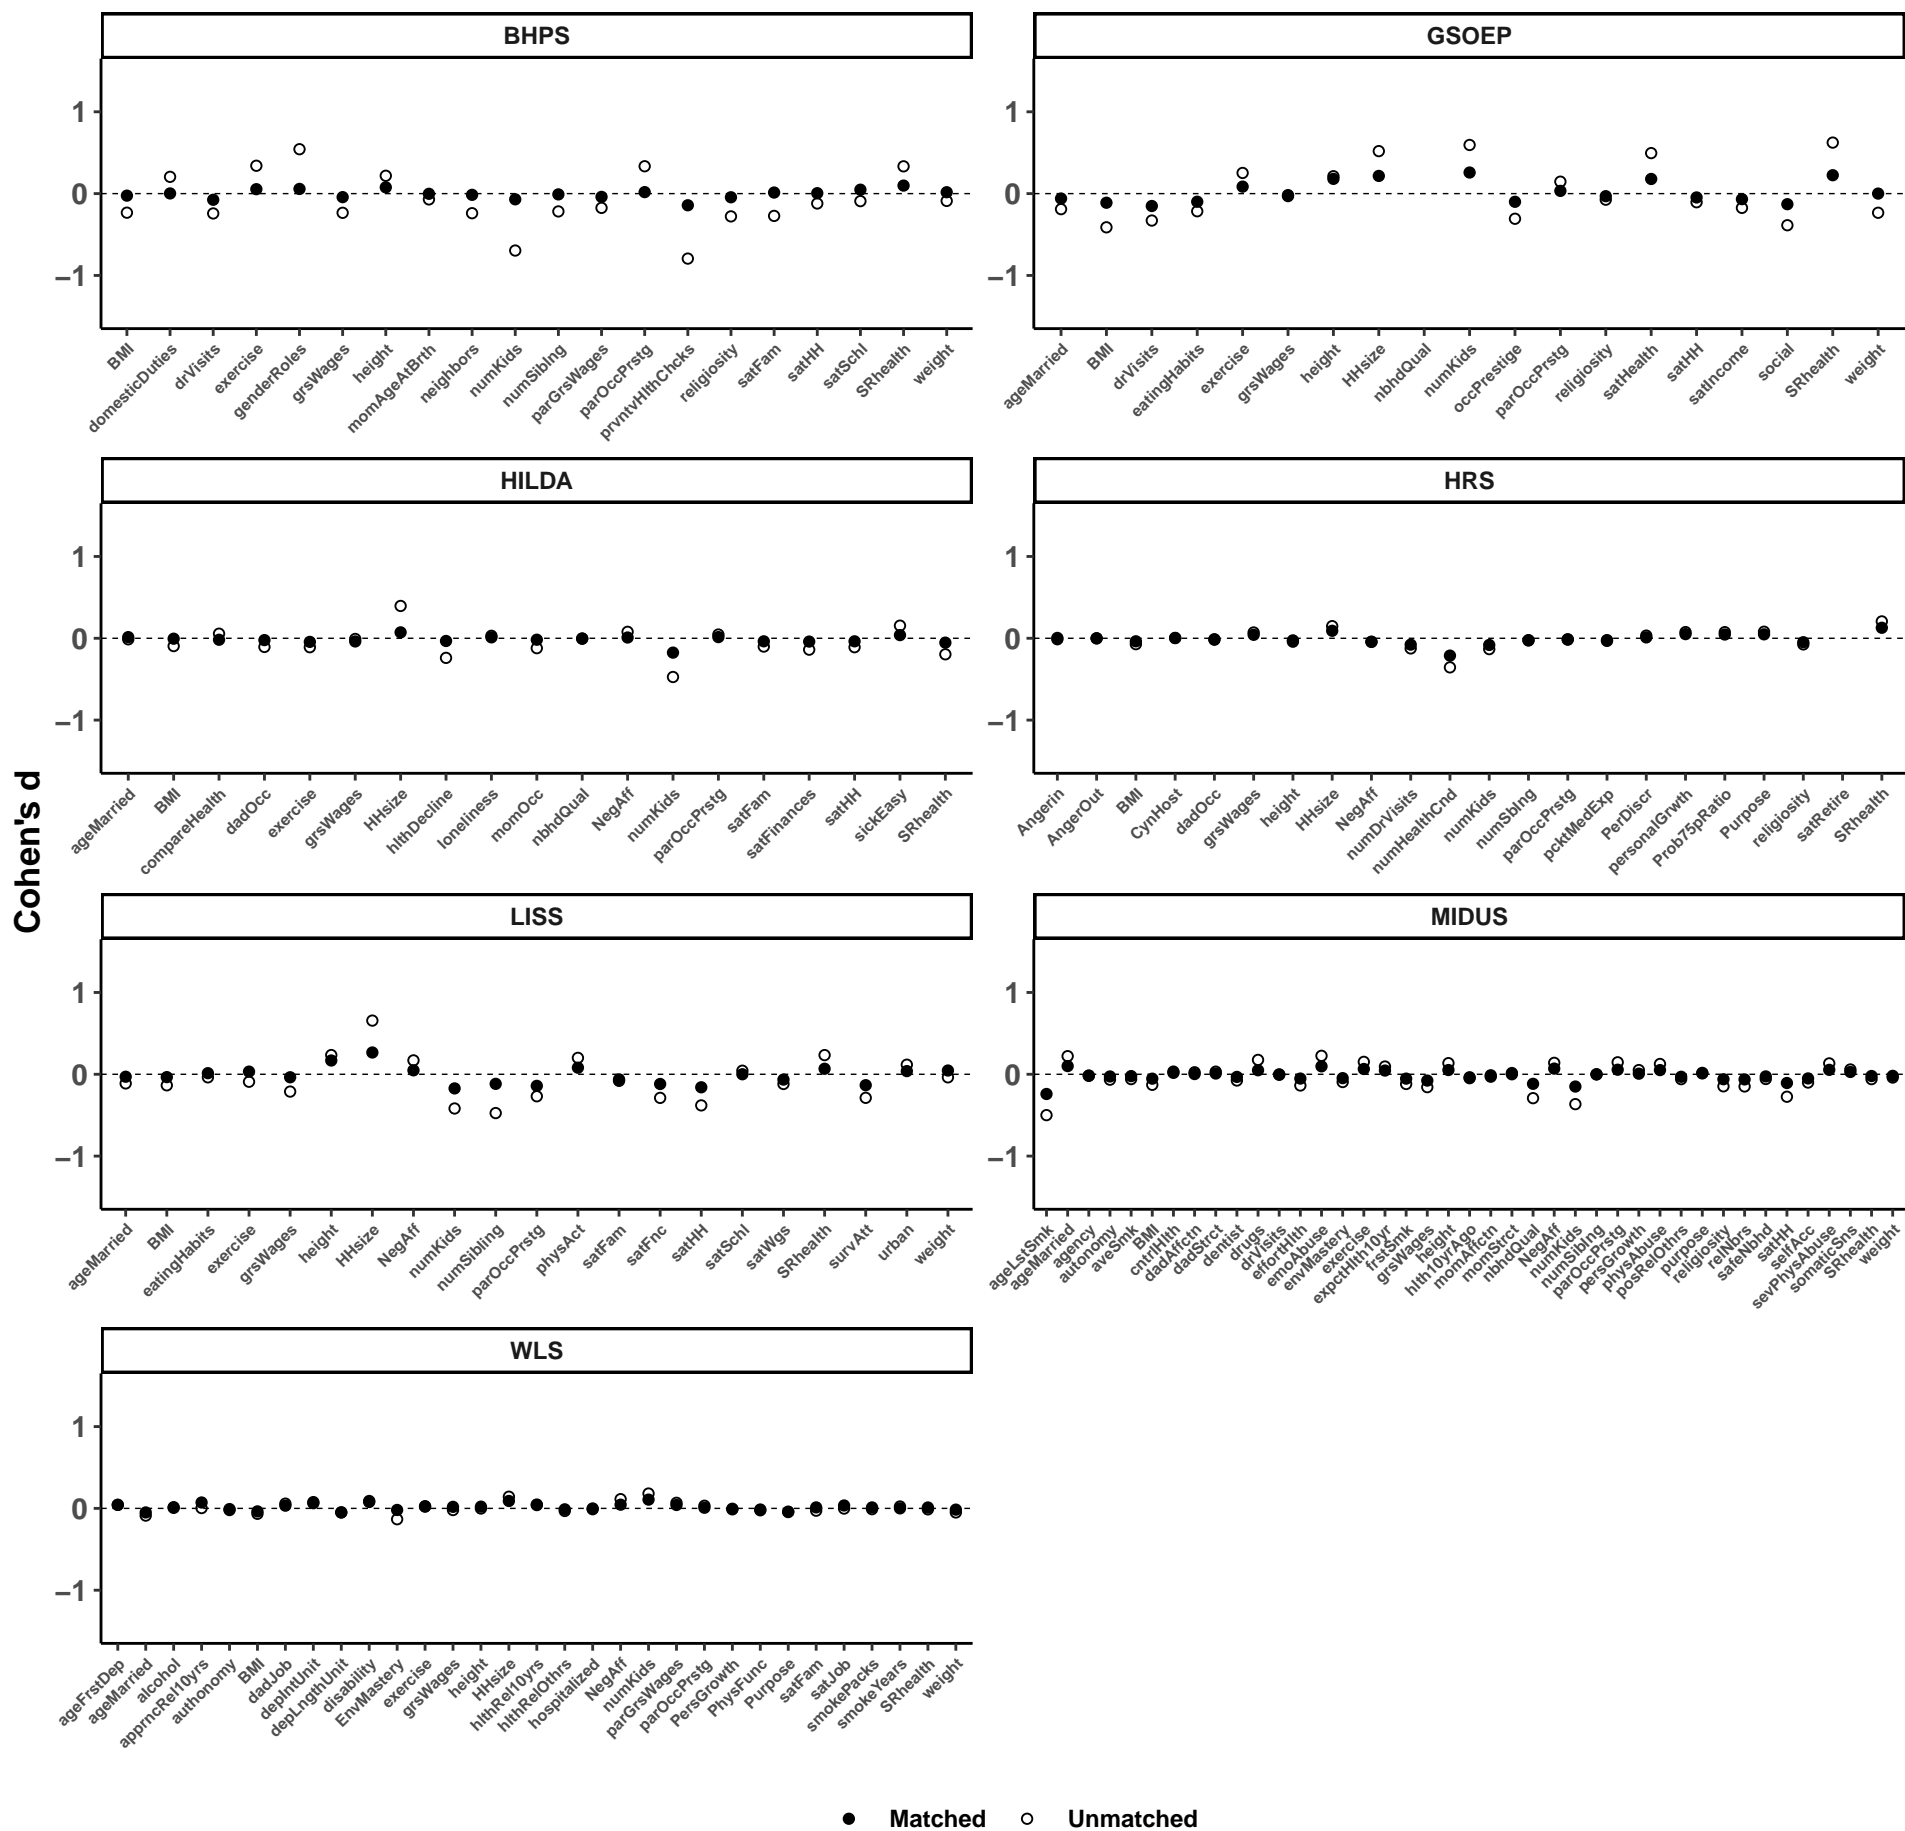 Cohen's d
BHPS
1
0
−1
BMI
domesticDuties
drVisits
exercise
genderRoles
grsWages
height
momAgeAtBrth
neighbors
numKids
numSiblng
parGrsWages
parOccPrstg
prvntvHlthChcks
religiosity
satFam
satHH
satSchl
SRhealth
weight
GSOEP
1
0
−1
ageMarried
BMI
drVisits
eatingHabits
exercise
grsWages
height
HHsize
nbhdQual
numKids
occPrestige
parOccPrstg
religiosity
satHealth
satHH
satIncome
social
SRhealth
weight
HILDA
1
0
−1
ageMarried
BMI
compareHealth
dadOcc
exercise
grsWages
HHsize
hlthDecline
loneliness
momOcc
nbhdQual
NegAff
numKids
parOccPrstg
satFam
satFinances
satHH
sickEasy
SRhealth
HRS
1
0
−1
Angerin
AngerOut
BMI
CynHost
dadOcc
grsWages
height
HHsize
NegAff
numDrVisits
numHealthCnd
numKids
numSbIng
parOccPrstg
pcktMedExp
PerDiscr
personalGrwth
Prob75pRatio
Purpose
religiosity
satRetire
SRhealth
LISS
1
0
−1
ageMarried
BMI
eatingHabits
exercise
grsWages
height
HHsize
NegAff
numKids
numSibling
parOccPrstg
physAct
satFam
satFnc
satHH
satSchl
satWgs
SRhealth
survAtt
urban
weight
MIDUS
1
0
−1
ageLstSmk
ageMarried
agency
autonomy
aveSmk
BMI
cntrlHlth
dadAffctn
dadStrct
dentist
drugs
drVisits
effortHlth
emoAbuse
envMastery
exercise
expctHlth10yr
frstSmk
grsWages
height
hlth10yrAgo
momAffctn
momStrct
nbhdQual
NegAff
numKids
numSiblng
parOccPrstg
persGrowth
physAbuse
posRelOthrs
purpose
religiosity
relNbrs
safeNbhd
satHH
selfAcc
sevPhysAbuse
somaticSns
SRhealth
weight
WLS
1
0
−1
ageFrstDep
ageMarried
alcohol
apprncRel10yrs
authonomy
BMI
dadJob
depIntUnit
depLngthUnit
disability
EnvMastery
exercise
grsWages
height
HHsize
hlthRel10yrs
hlthRelOthrs
hospitalized
NegAff
numKids
parGrsWages
parOccPrstg
PersGrowth
PhysFunc
Purpose
satFam
satJob
smokePacks
smokeYears
SRhealth
weight
Matched
Unmatched